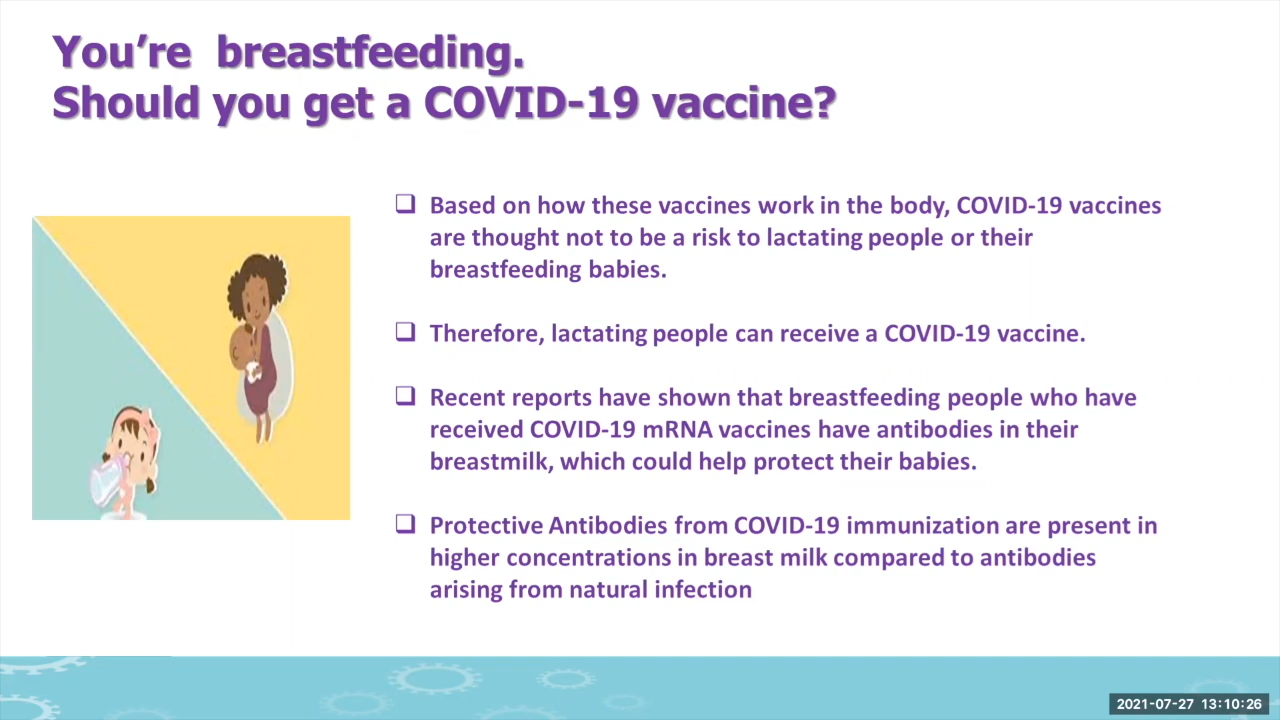 You're  breastfeeding.
Should you get a COVID-19 vaccine?
❑ Based on how these vaccines work in the body, COVID-19 vaccines
are thought not to be a risk to lactating people or their
breastfeeding babies.
❑ Therefore, lactating people can receive a COVID-19 vaccine.
❑ Recent reports have shown that breastfeeding people who have
received COVID-19 mRNA vaccines have antibodies in their
breastmilk, which could help protect their babies.
❑ Protective Antibodies from COVID-19 immunization are present in
higher concentrations in breast milk compared to antibodies
arising from natural infection
2021-07-27 13:10:26